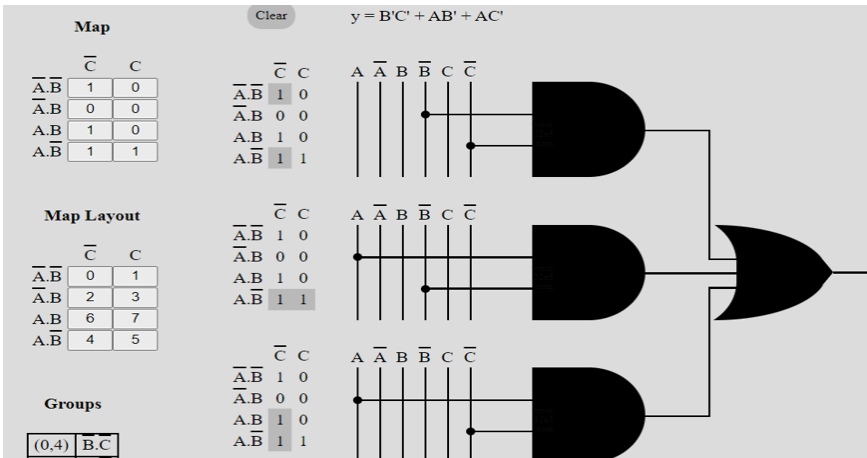 Map
C̅ C
A̅.B̅ 1 0
A̅.B 0 0
A.B 1 0
A.B̅ 1 1
Map Layout
C̅ C
A̅.B̅ 0 1
A̅.B 2 3
A.B 6 7
A.B̅ 4 5
Groups
(0,4) B̅.C̅
Clear
y = B'C' + AB' + AC'
C̅ C
A̅.B̅ 1 0
A̅.B 0 0
A.B 1 0
A.B̅ 1 1
A A̅ B B̅ C C̅
C̅ C
A̅.B̅ 1 0
A̅.B 0 0
A.B 1 0
A.B̅ 1 1
A A̅ B B̅ C C̅
C̅ C
A̅.B̅ 1 0
A̅.B 0 0
A.B 1 0
A.B̅ 1 1
A A̅ B B̅ C C̅